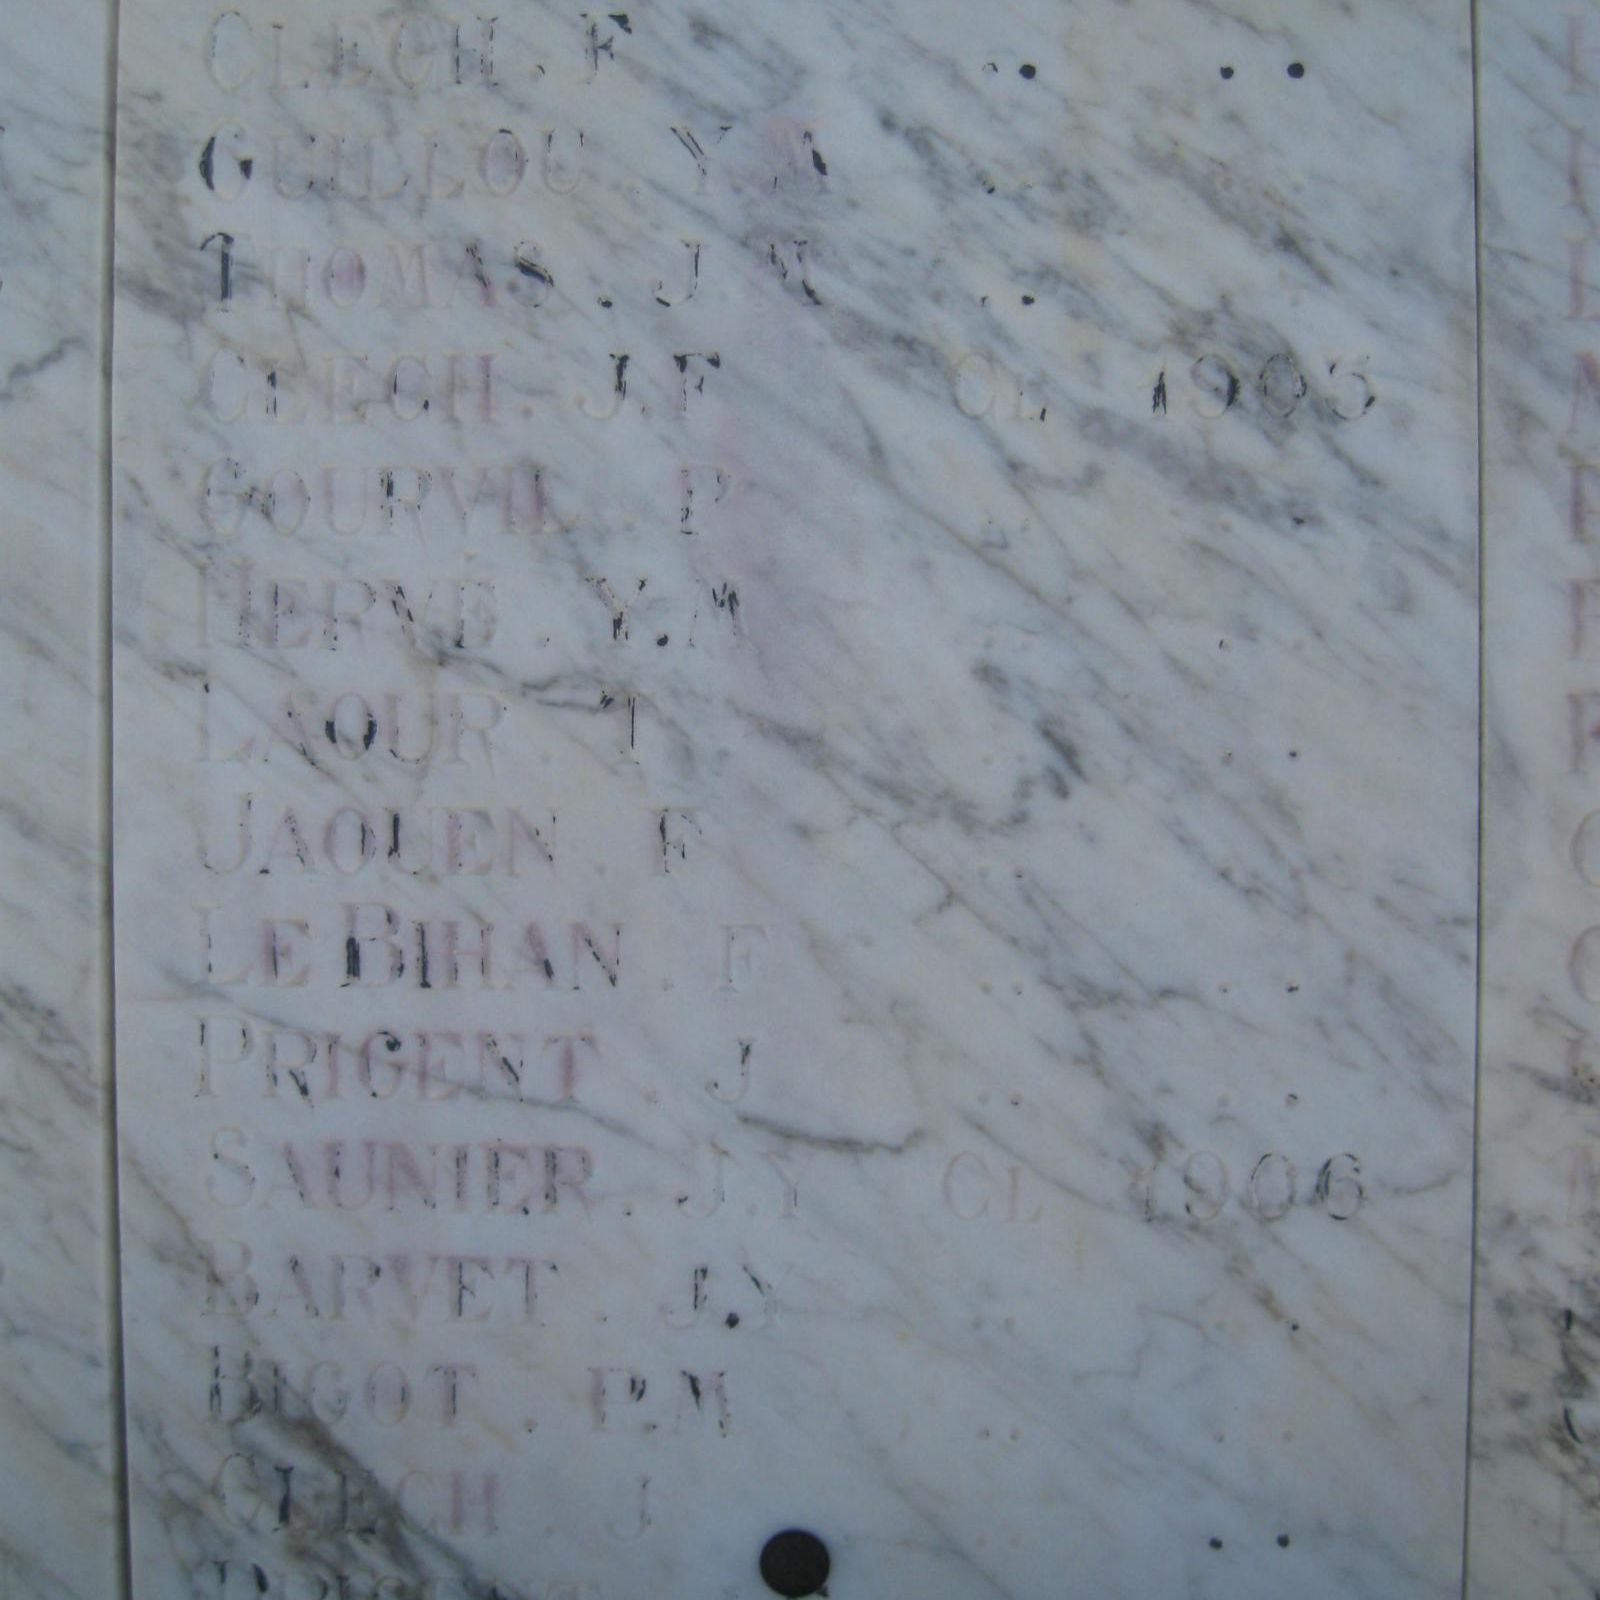 CLECH . F .. ..
GUILLOU . Y.M .. ..
THOMAS . J.M .. ..
CLECH . J.F CL 1905
GOURVIL . P .. ..
HERVE . Y.M .. ..
LAOUR . T .. ..
JAOUEN . F .. ..
LE BIHAN . F .. ..
PRIGENT . J .. ..
SAUNIER . J.Y CL 1906
BARVET . J.Y .. ..
BIGOT . P.M .. ..
CLECH . J .. ..